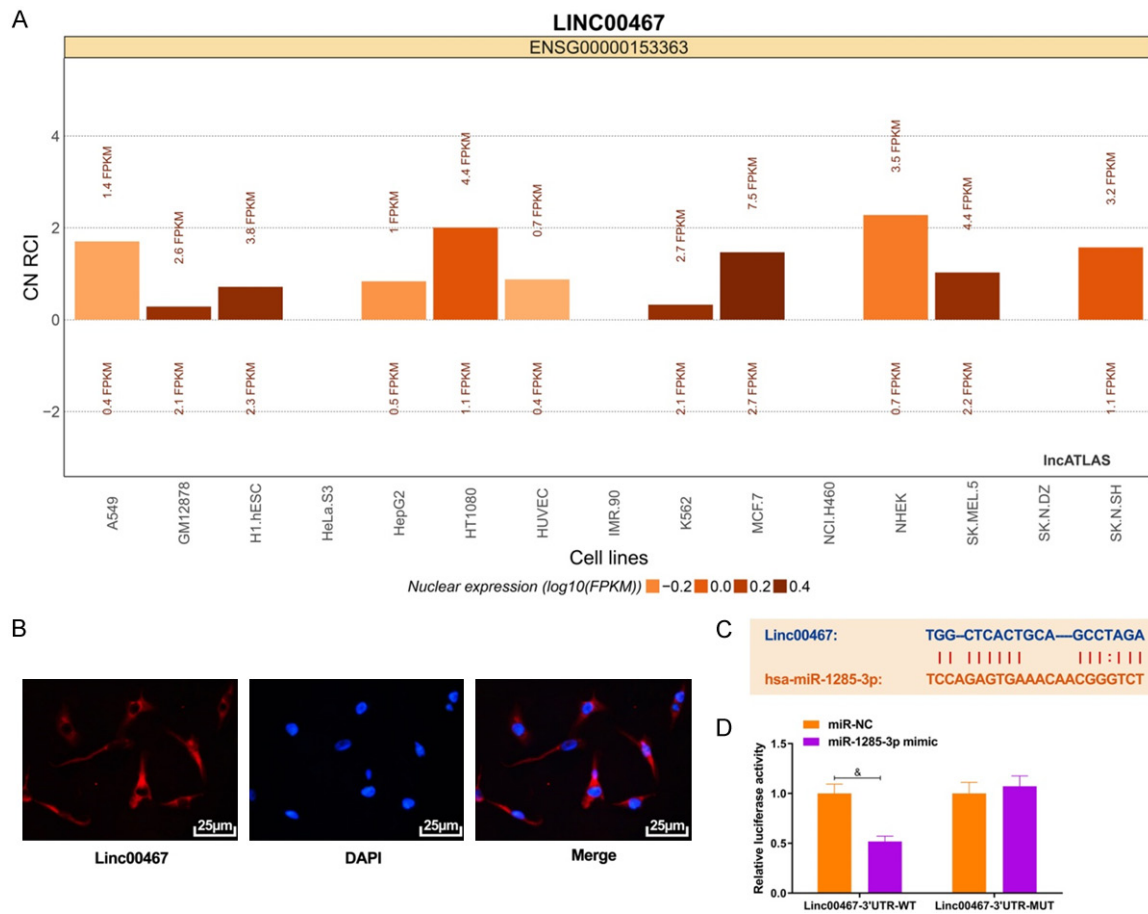 A
LINC00467
ENSG00000153363
CN RCI
4
2
0
−2
1.4 FPKM
2.6 FPKM
3.8 FPKM
1 FPKM
4.4 FPKM
0.7 FPKM
2.7 FPKM
7.5 FPKM
3.5 FPKM
4.4 FPKM
3.2 FPKM
0.4 FPKM
2.1 FPKM
2.3 FPKM
0.5 FPKM
1.1 FPKM
0.4 FPKM
2.1 FPKM
2.7 FPKM
0.7 FPKM
2.2 FPKM
1.1 FPKM
lncATLAS
A549
GM12878
H1.hESC
HeLa.S3
HepG2
HT1080
HUVEC
IMR.90
K562
MCF.7
NCI.H460
NHEK
SK.MEL.5
SK.N.DZ
SK.N.SH
Cell lines
Nuclear expression (log10(FPKM)) −0.2 0.0 0.2 0.4
B
25μm
25μm
25μm
Linc00467
DAPI
Merge
C
Linc00467: TGG--CTCACTGCA----GCCTAGA
hsa-miR-1285-3p: TCCAGAGTGAAACAACGGGTCT
D
miR-NC
miR-1285-3p mimic
&
Relative luciferase activity
1.5
1.0
0.5
0.0
Linc00467-3'UTR-WT
Linc00467-3'UTR-MUT